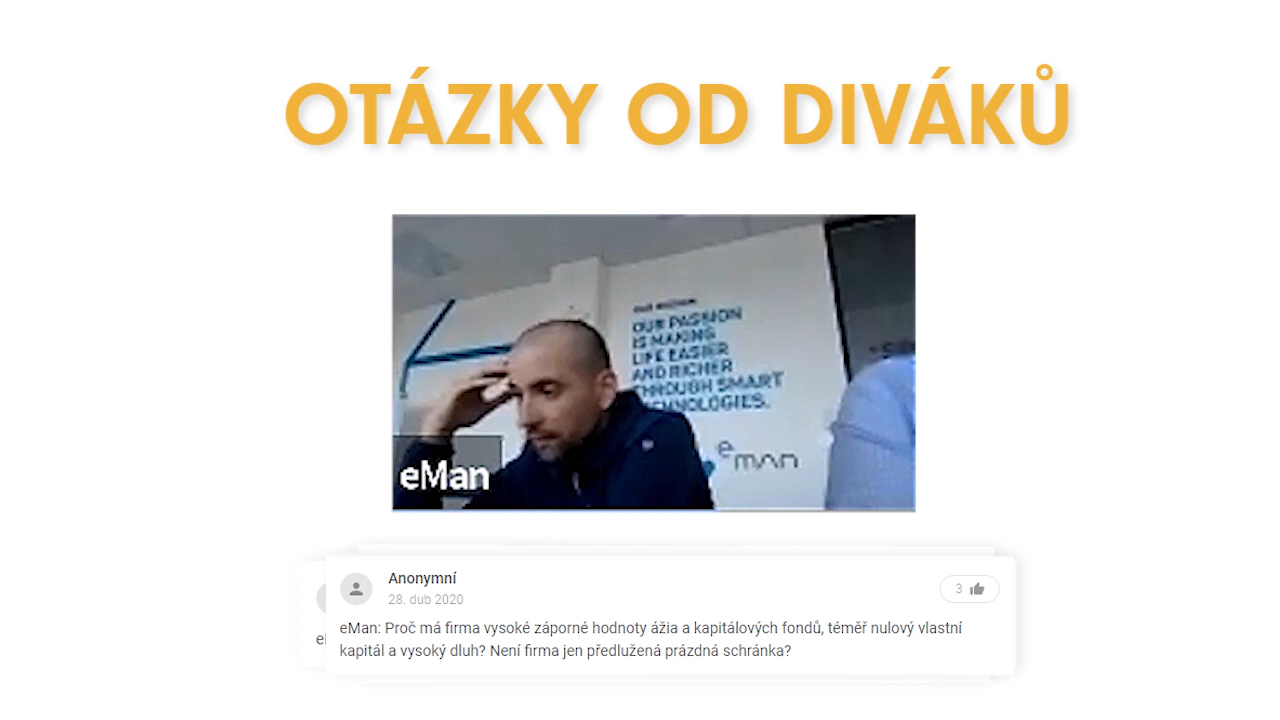 OTÁZKY OD DIVÁKŮ
OUR PASSION
IS MAKING
LIFE EASIER
AND RICHER
THROUGH SMART
TECHNOLOGIES.
eMan
eman
Anonymní
28. dub 2020
3
eMan: Proč má firma vysoké záporné hodnoty ážia a kapitálových fondů, téměř nulový vlastní
kapitál a vysoký dluh? Není firma jen předlužená prázdná schránka?